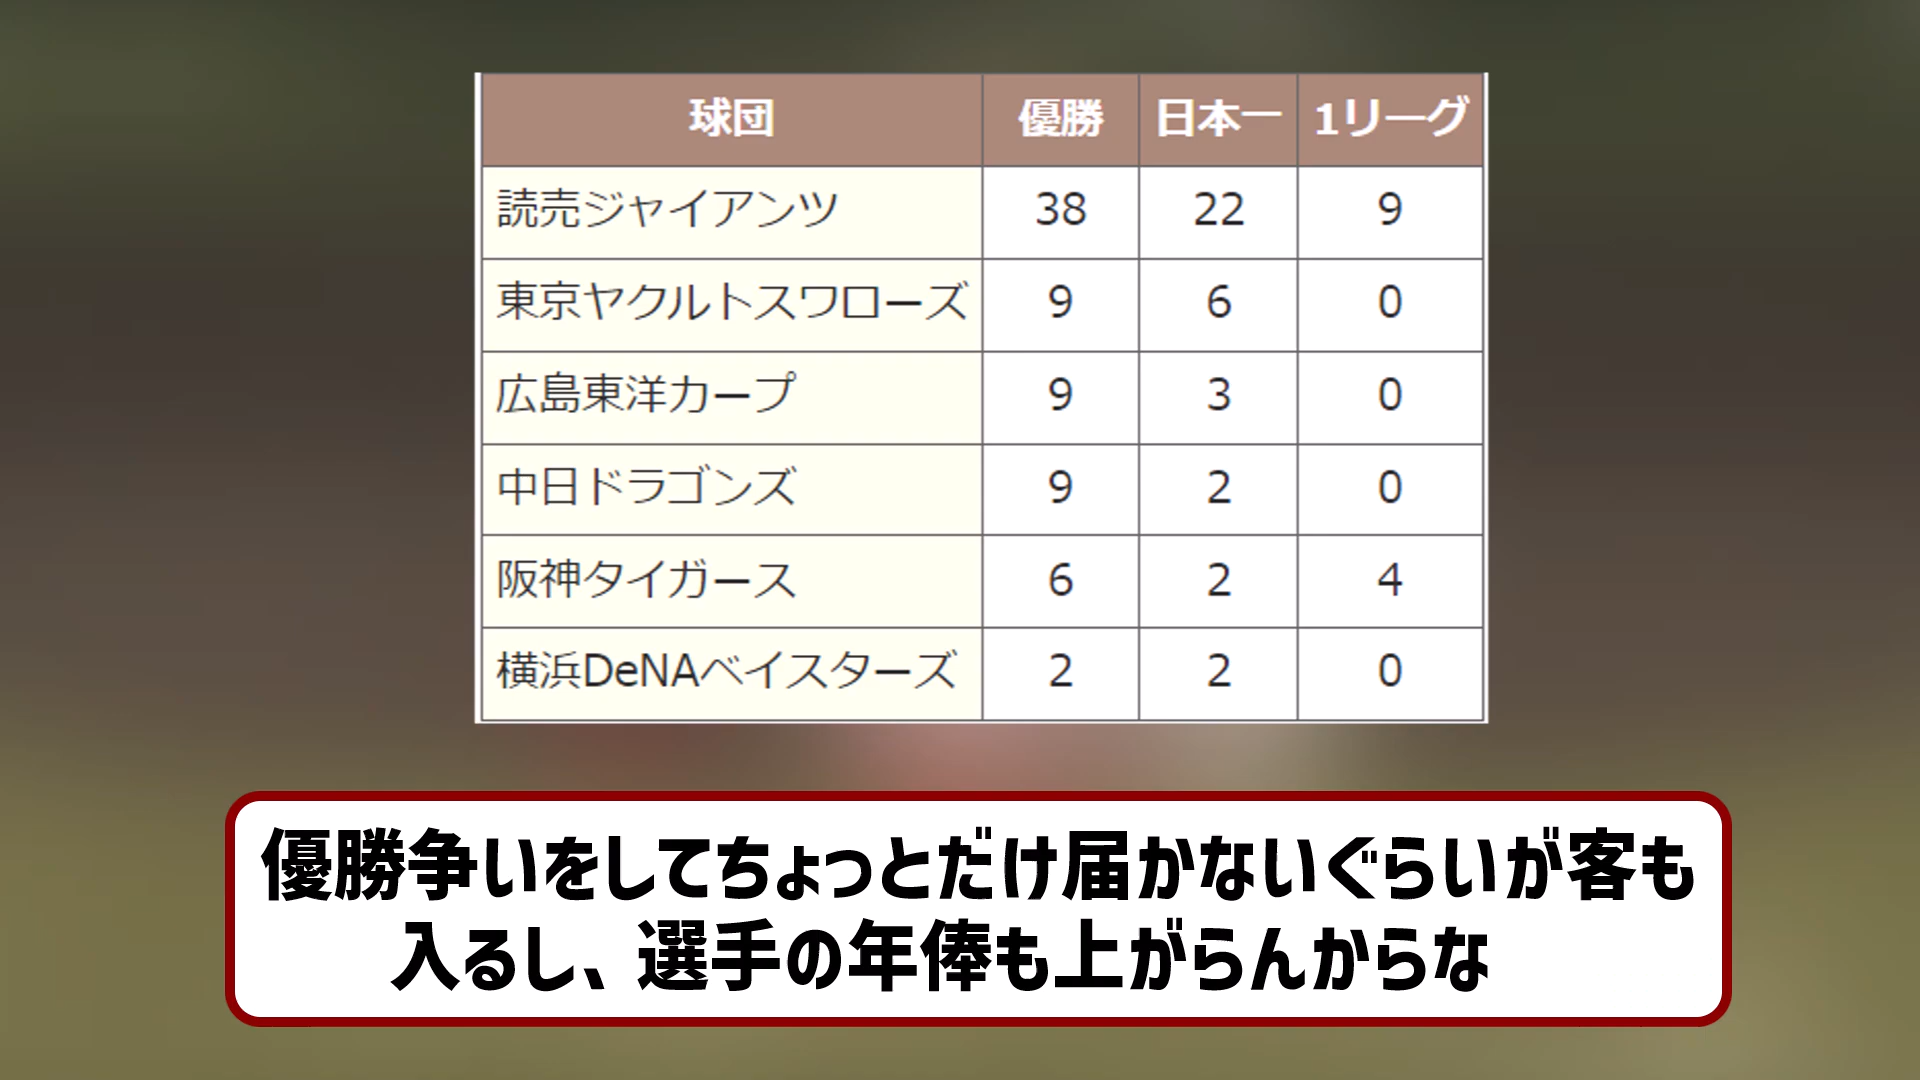 球団 優勝 日本一 1リーグ
読売ジャイアンツ 38 22 9
東京ヤクルトスワローズ 9 6 0
広島東洋カープ 9 3 0
中日ドラゴンズ 9 2 0
阪神タイガース 6 2 4
横浜DeNAベイスターズ 2 2 0
優勝争いをしてちょっとだけ届かないぐらいが客も
入るし、選手の年俸も上がらんからな